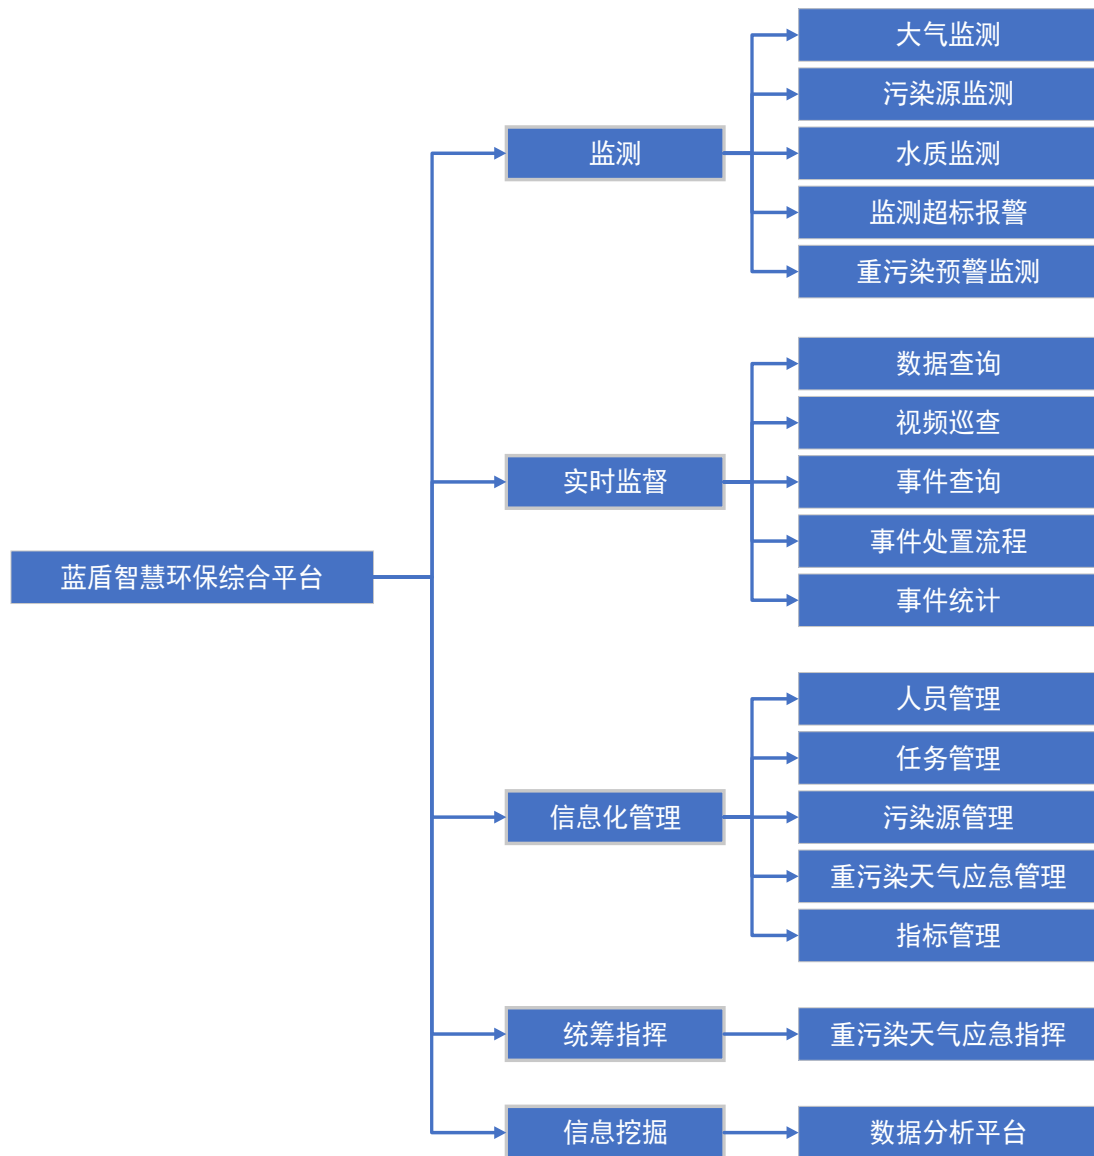 蓝盾智慧环保综合平台
监测
大气监测
污染源监测
水质监测
监测超标报警
重污染预警监测
实时监督
数据查询
视频巡查
事件查询
事件处置流程
事件统计
信息化管理
人员管理
任务管理
污染源管理
重污染天气应急管理
指标管理
统筹指挥
重污染天气应急指挥
信息挖掘
数据分析平台